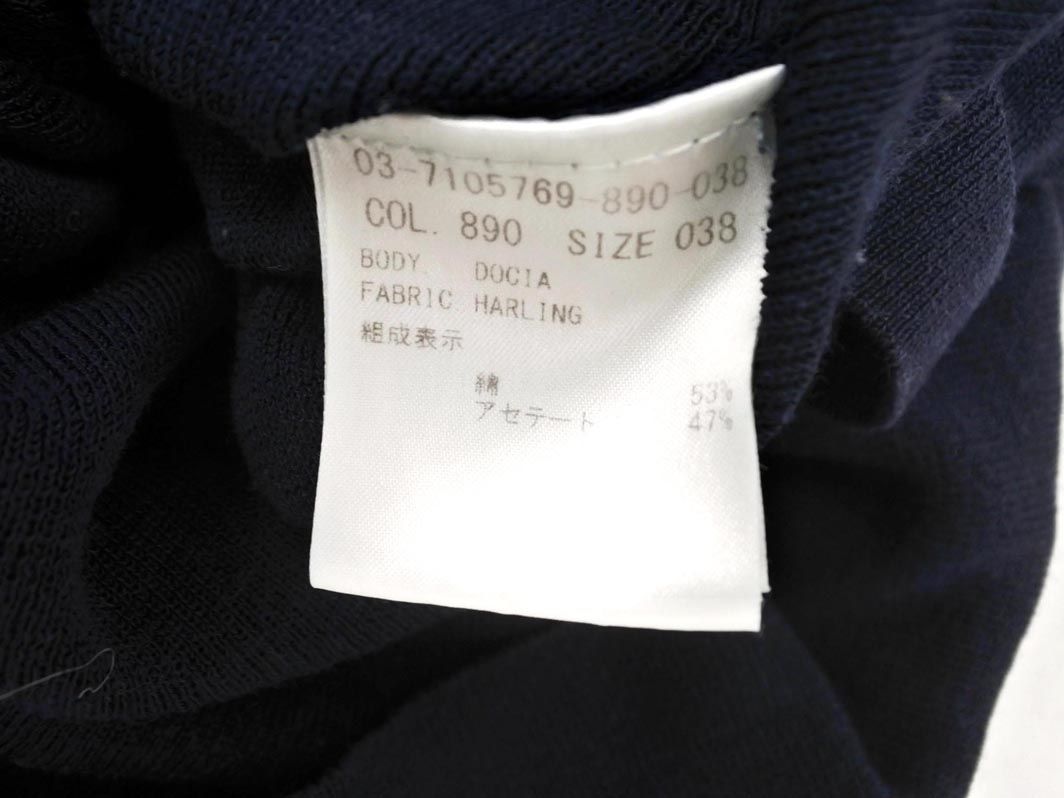 03-7105769-890-038
COL. 890 SIZE 038
BODY. DOCIA
FABRIC HARLING
組成表示
綿 53%
アセテート 47%